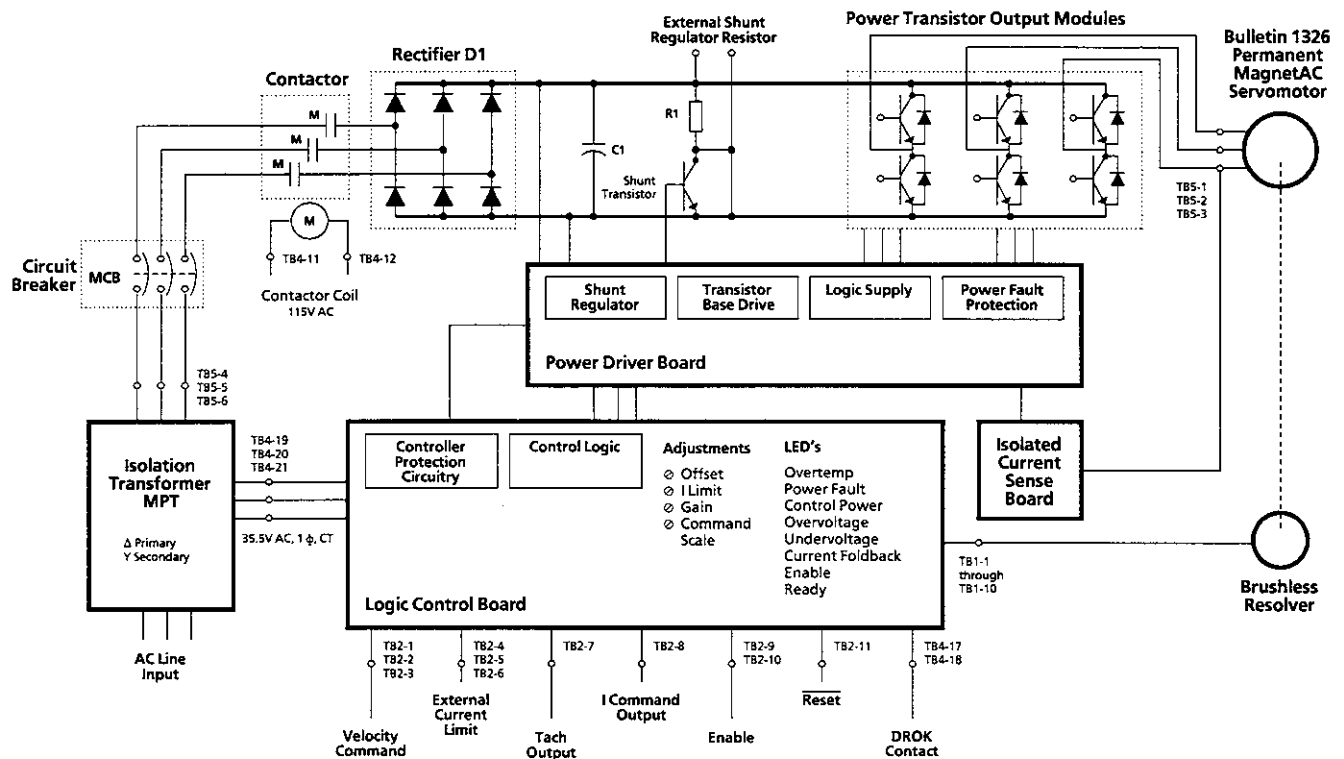 External Shunt
Regulator Resistor
Power Transistor Output Modules
Bulletin 1326
Permanent
MagnetAC
Servomotor
Rectifier D1
Contactor
M
M
M
R1
C1
Shunt
Transistor
TB5-1
TB5-2
TB5-3
M
TB4-11
TB4-12
Contactor Coil
115V AC
Circuit
Breaker
MCB
Shunt
Regulator
Transistor
Base Drive
Logic Supply
Power Fault
Protection
Power Driver Board
TB5-4
TB5-5
TB5-6
Isolation
Transformer
MPT
Δ Primary
Y Secondary
TB4-19
TB4-20
TB4-21
35.5V AC, 1 ϕ, CT
Controller
Protection
Circuitry
Control Logic
Adjustments
⊘ Offset
⊘ I Limit
⊘ Gain
⊘ Command
Scale
LED's
Overtemp
Power Fault
Control Power
Overvoltage
Undervoltage
Current Foldback
Enable
Ready
Logic Control Board
Isolated
Current
Sense
Board
TB1-1
through
TB1-10
Brushless
Resolver
AC Line
Input
TB2-1
TB2-2
TB2-3
Velocity
Command
TB2-4
TB2-5
TB2-6
External
Current
Limit
TB2-7
Tach
Output
TB2-8
I Command
Output
TB2-9
TB2-10
Enable
TB2-11
Reset
TB4-17
TB4-18
DROK
Contact